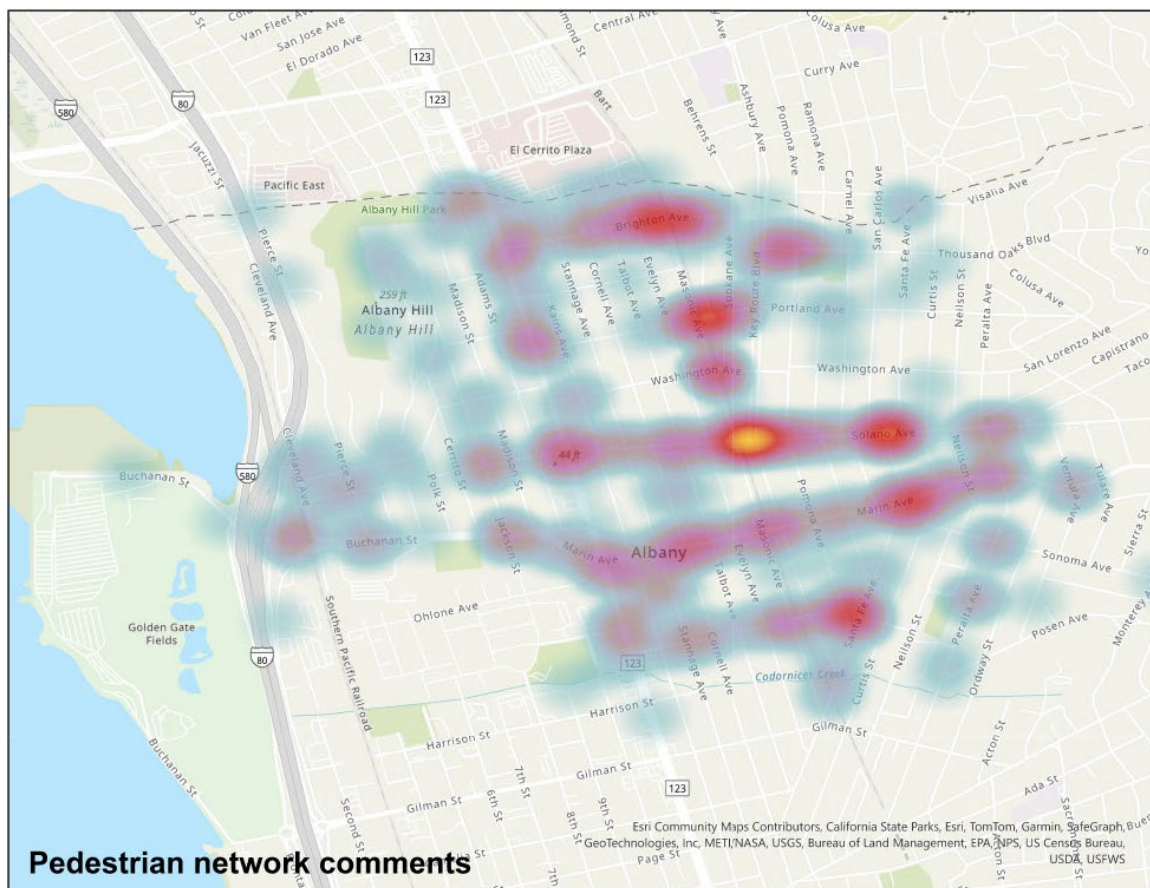 Van Fleet Ave
San Jose Ave
El Dorado Ave
Central Ave
Colusa Ave
123
Curry Ave
580
80
123
Bart
Behrens St
Ashbury Ave
Pomona Ave
Ramona Ave
Jacuzzi St
El Cerrito Plaza
Pacific East
Carmel Ave
San Carlos Ave
Visalia Ave
Albany Hill Park
Brighton Ave
Santa Fe Ave
Thousand Oaks Blvd
Pierce St
Cleveland Ave
Adams St
Stannage Ave
Cornell Ave
Talbot Ave
Evelyn Ave
Masonic Ave
Spokane Ave
Key Route Blvd
Curtis St
Neilson St
Peralta Ave
Colusa Ave
259 ft
Albany Hill
Albany Hill
Madison St
Kains Ave
Portland Ave
San Lorenzo Ave
Capistrano
Washington Ave
Washington Ave
Solano Ave
Cleveland Ave
Pierce St
Cerrito St
Madison St
44 ft
Neilson St
Buchanan St
580
Polk St
Pomona Ave
Marin Ave
Ventura Ave
Tulare Ave
Buchanan St
Jackson St
Marin Ave
Albany
Masonic Ave
Evelyn Ave
Talbot Ave
Sierra St
Sonoma Ave
Ohlone Ave
Golden Gate
Fields
Southern Pacific Railroad
Santa Fe Ave
Peralta Ave
Posen Ave
80
123
Stannage Ave
Cornell Ave
Neilson St
Ordway St
Codornices Creek
Curtis St
Harrison St
Harrison St
Gilman St
Acton St
Buchanan St
Gilman St
7th St
6th St
8th St
9th St
123
Ada St
Second St
7th
Page St
Acton St
Esri Community Maps Contributors, California State Parks, Esri, TomTom, Garmin, SafeGraph,
GeoTechnologies, Inc, METI/NASA, USGS, Bureau of Land Management, EPA, NPS, US Census Bureau,
USDA, USFWS
Pedestrian network comments